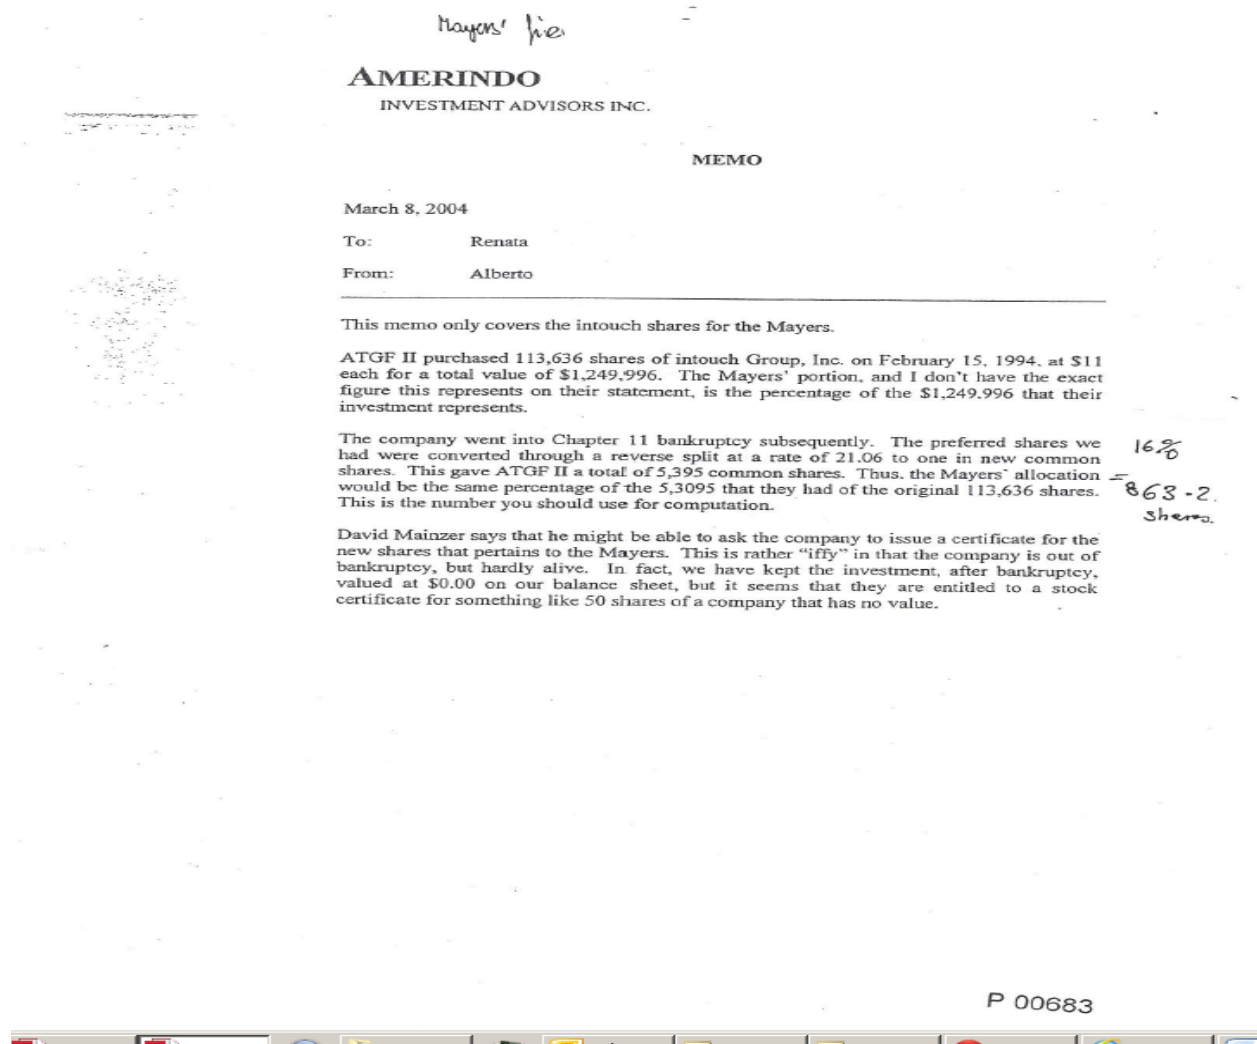 Mayers' file
AMERINDO
INVESTMENT ADVISORS INC.
MEMO
March 8, 2004
To: Renata
From: Alberto
This memo only covers the intouch shares for the Mayers.
ATGF II purchased 113,636 shares of intouch Group, Inc. on February 15, 1994, at $11
each for a total value of $1,249,996. The Mayers' portion, and I don't have the exact
figure this represents on their statement, is the percentage of the $1,249.996 that their
investment represents.
The company went into Chapter 11 bankruptcy subsequently. The preferred shares we
had were converted through a reverse split at a rate of 21.06 to one in new common
shares. This gave ATGF II a total of 5,395 common shares. Thus, the Mayers' allocation
would be the same percentage of the 5,3095 that they had of the original 113,636 shares.
This is the number you should use for computation.
16%
= 863.2
shares.
David Mainzer says that he might be able to ask the company to issue a certificate for the
new shares that pertains to the Mayers. This is rather "iffy" in that the company is out of
bankruptcy, but hardly alive. In fact, we have kept the investment, after bankruptcy,
valued at $0.00 on our balance sheet, but it seems that they are entitled to a stock
certificate for something like 50 shares of a company that has no value.
P 00683